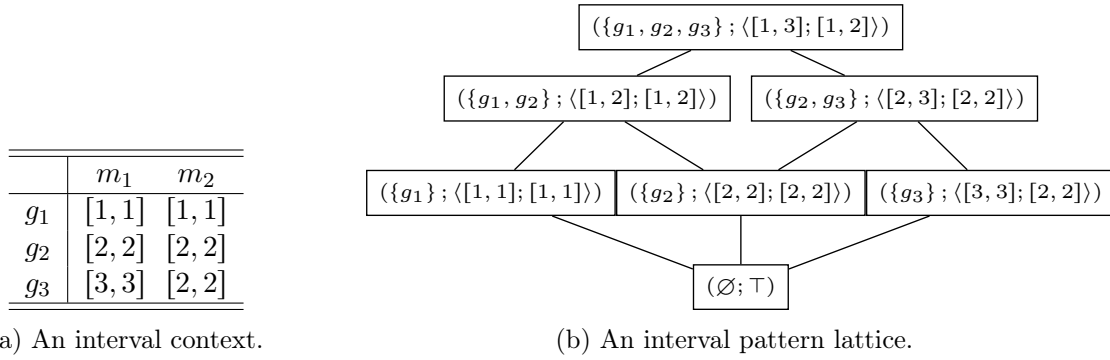 ({g1, g2, g3} ; ⟨[1, 3]; [1, 2]⟩)
({g1, g2} ; ⟨[1, 2]; [1, 2]⟩) ({g2, g3} ; ⟨[2, 3]; [2, 2]⟩)
({g1} ; ⟨[1, 1]; [1, 1]⟩) ({g2} ; ⟨[2, 2]; [2, 2]⟩) ({g3} ; ⟨[3, 3]; [2, 2]⟩)
(∅; ⊤)
m1 m2
g1 [1, 1] [1, 1]
g2 [2, 2] [2, 2]
g3 [3, 3] [2, 2]
a) An interval context.
(b) An interval pattern lattice.